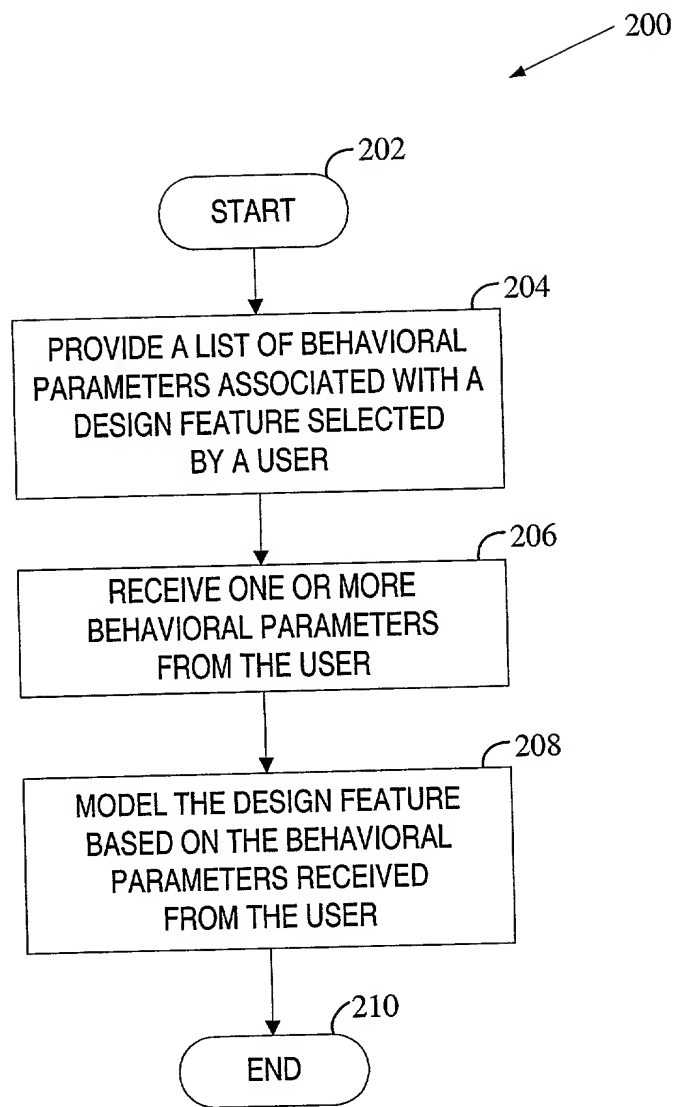 200
202
START
204
PROVIDE A LIST OF BEHAVIORAL
PARAMETERS ASSOCIATED WITH A
DESIGN FEATURE SELECTED
BY A USER
206
RECEIVE ONE OR MORE
BEHAVIORAL PARAMETERS
FROM THE USER
208
MODEL THE DESIGN FEATURE
BASED ON THE BEHAVIORAL
PARAMETERS RECEIVED
FROM THE USER
210
END